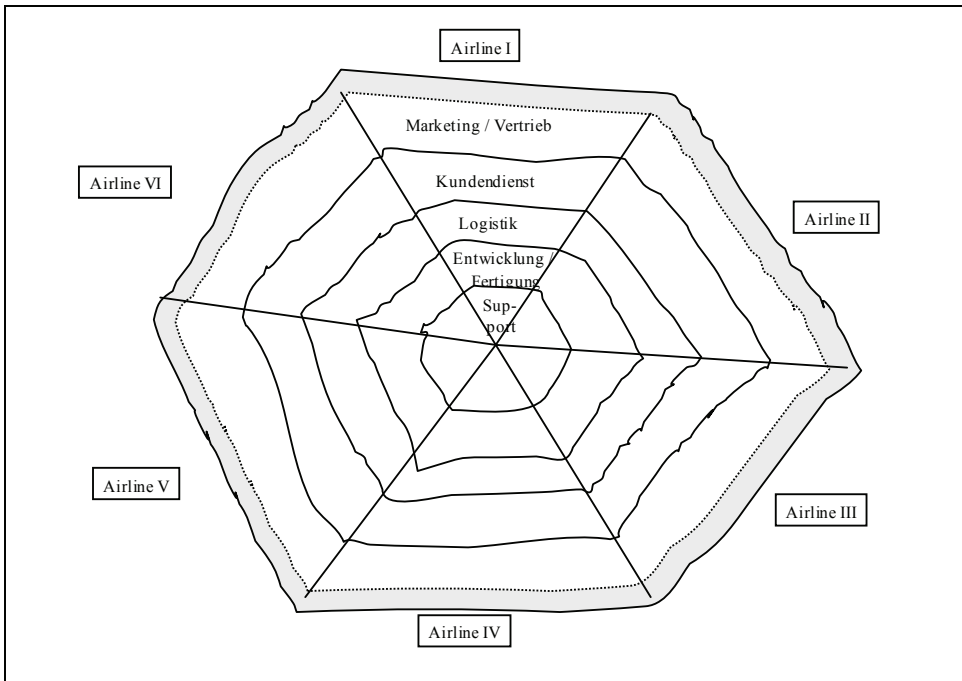 Airline I
Marketing / Vertrieb
Airline VI
Kundendienst
Airline II
Logistik
Entwicklung /
Fertigung
Sup-
port
Airline V
Airline III
Airline IV